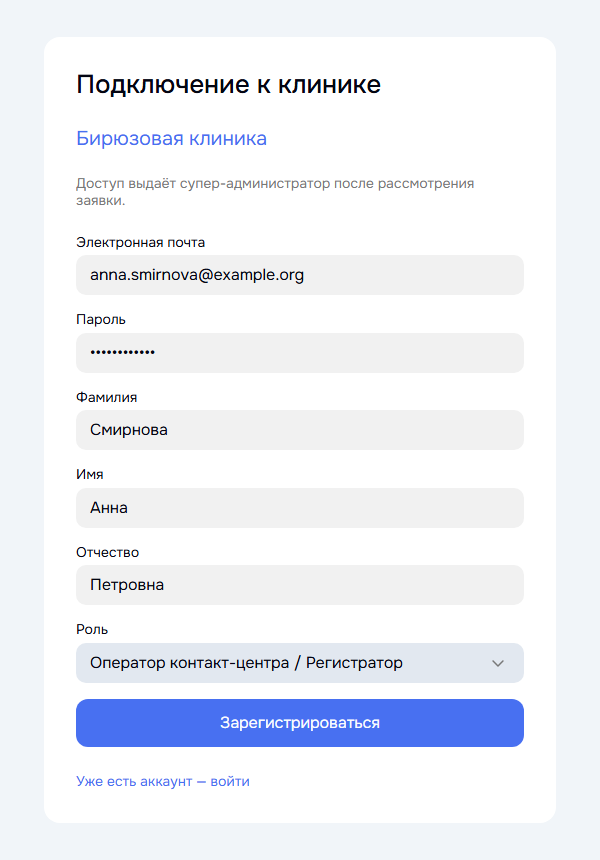 Подключение к клинике
Бирюзовая клиника
Доступ выдаёт супер-администратор после рассмотрения
заявки.
Электронная почта
anna.smirnova@example.org
Пароль
••••••••••••
Фамилия
Смирнова
Имя
Анна
Отчество
Петровна
Роль
Оператор контакт-центра / Регистратор
Зарегистрироваться
Уже есть аккаунт — войти